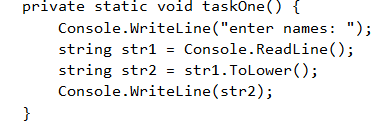 private static void taskOne() {
Console.WriteLine("enter names: ");
string str1 = Console.ReadLine();
string str2 = str1.ToLower();
Console.WriteLine(str2);
}